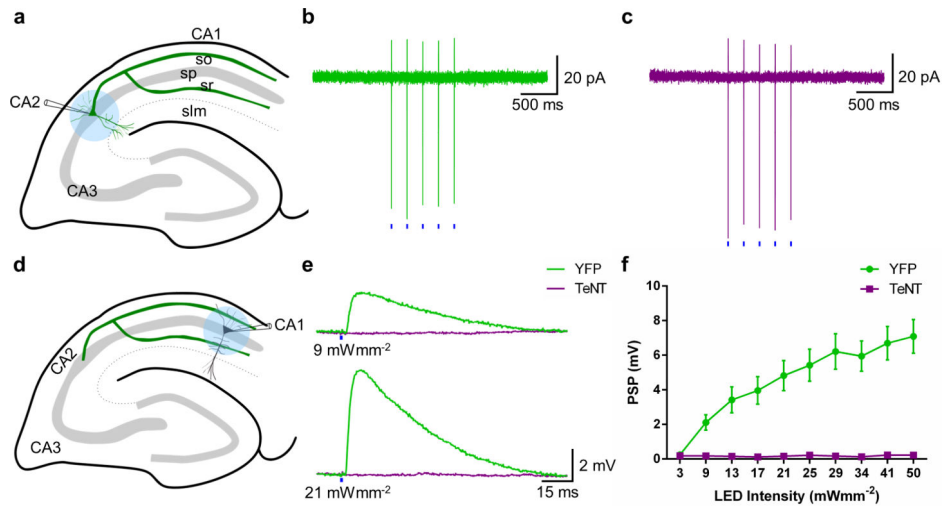 a
CA1
so
sp
sr
CA2
slm
CA3
b
20 pA
500 ms
c
20 pA
500 ms
d
CA1
CA2
CA3
e
YFP
TeNT
9 mWmm⁻²
21 mWmm⁻²
2 mV
15 ms
f
YFP
TeNT
PSP (mV)
8
6
4
2
0
3 9 13 17 21 25 29 34 41 50
LED Intensity (mWmm⁻²)